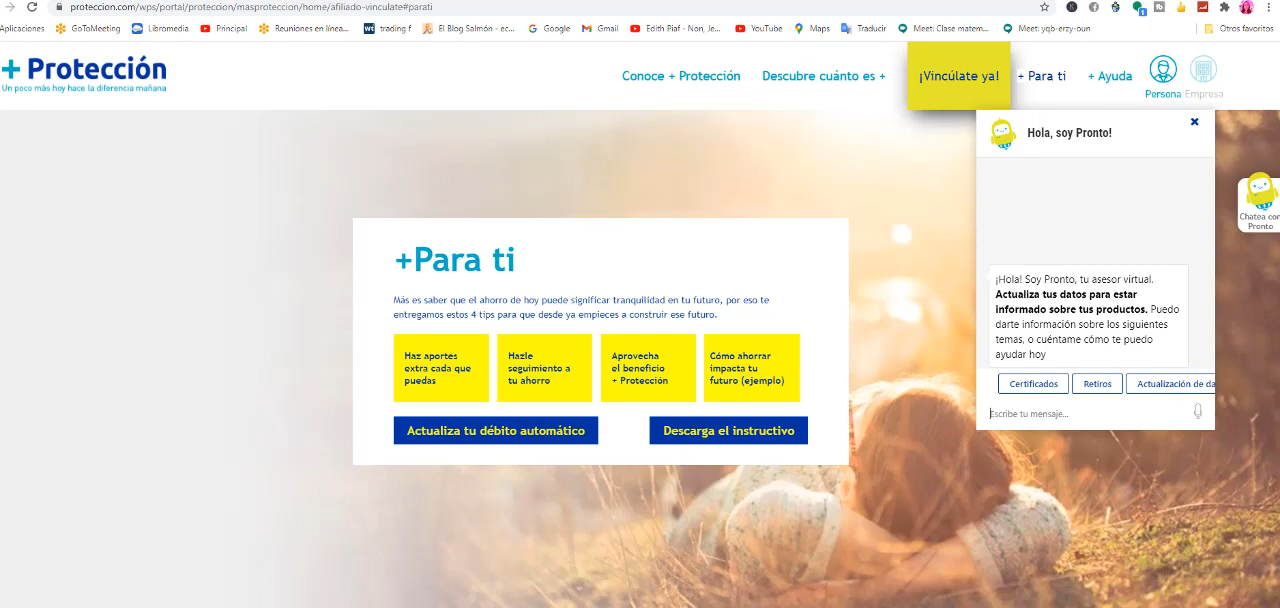 proteccion.com/wps/portal/proteccion/masproteccion/home/afiliado-vinculate#parati
Aplicaciones
GoToMeeting
Libromedia
Principal
Reuniones en línea...
trading f
El Blog Salmón - ec...
Google
Gmail
Edith Piaf - Non, Je...
YouTube
Maps
Traducir
Meet: Clase matem...
Meet: yqb-erzy-oun
Otros favoritos
+ Protección
Un poco más hoy hace la diferencia mañana
Conoce + Protección
Descubre cuánto es +
¡Vincúlate ya!
+ Para ti
+ Ayuda
Persona
Empresa
Hola, soy Pronto!
Chatea con
Pronto
+Para ti
Más es saber que el ahorro de hoy puede significar tranquilidad en tu futuro, por eso te
entregamos estos 4 tips para que desde ya empieces a construir ese futuro.
Haz aportes
extra cada que
puedas
Hazle
seguimiento a
tu ahorro
Aprovecha
el beneficio
+ Protección
Cómo ahorrar
impacta tu
futuro (ejemplo)
Actualiza tu débito automático
Descarga el instructivo
¡Hola! Soy Pronto, tu asesor virtual.
Actualiza tus datos para estar
informado sobre tus productos. Puedo
darte información sobre los siguientes
temas, o cuéntame cómo te puedo
ayudar hoy
Certificados
Retiros
Actualización de da
Escribe tu mensaje...